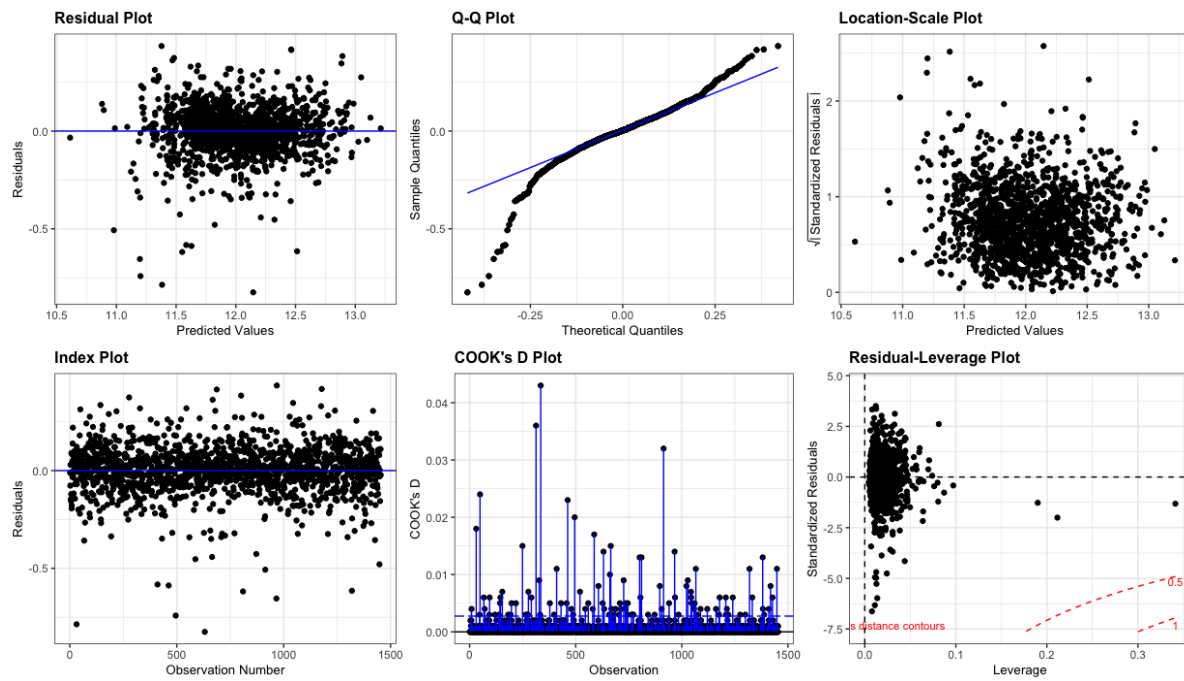 Residual Plot
0.0
-0.5
Residuals
10.5 11.0 11.5 12.0 12.5 13.0
Predicted Values
Q-Q Plot
0.0
-0.5
Sample Quantiles
-0.25 0.00 0.25
Theoretical Quantiles
Location-Scale Plot
2
1
0
√| Standardized Residuals |
10.5 11.0 11.5 12.0 12.5 13.0
Predicted Values
Index Plot
0.0
-0.5
Residuals
0 500 1000 1500
Observation Number
COOK's D Plot
0.04
0.03
0.02
0.01
0.00
COOK's D
0 500 1000 1500
Observation
Residual-Leverage Plot
5.0
2.5
0.0
-2.5
-5.0
-7.5
Standardized Residuals
0.5
1
s distance contours
0.0 0.1 0.2 0.3
Leverage